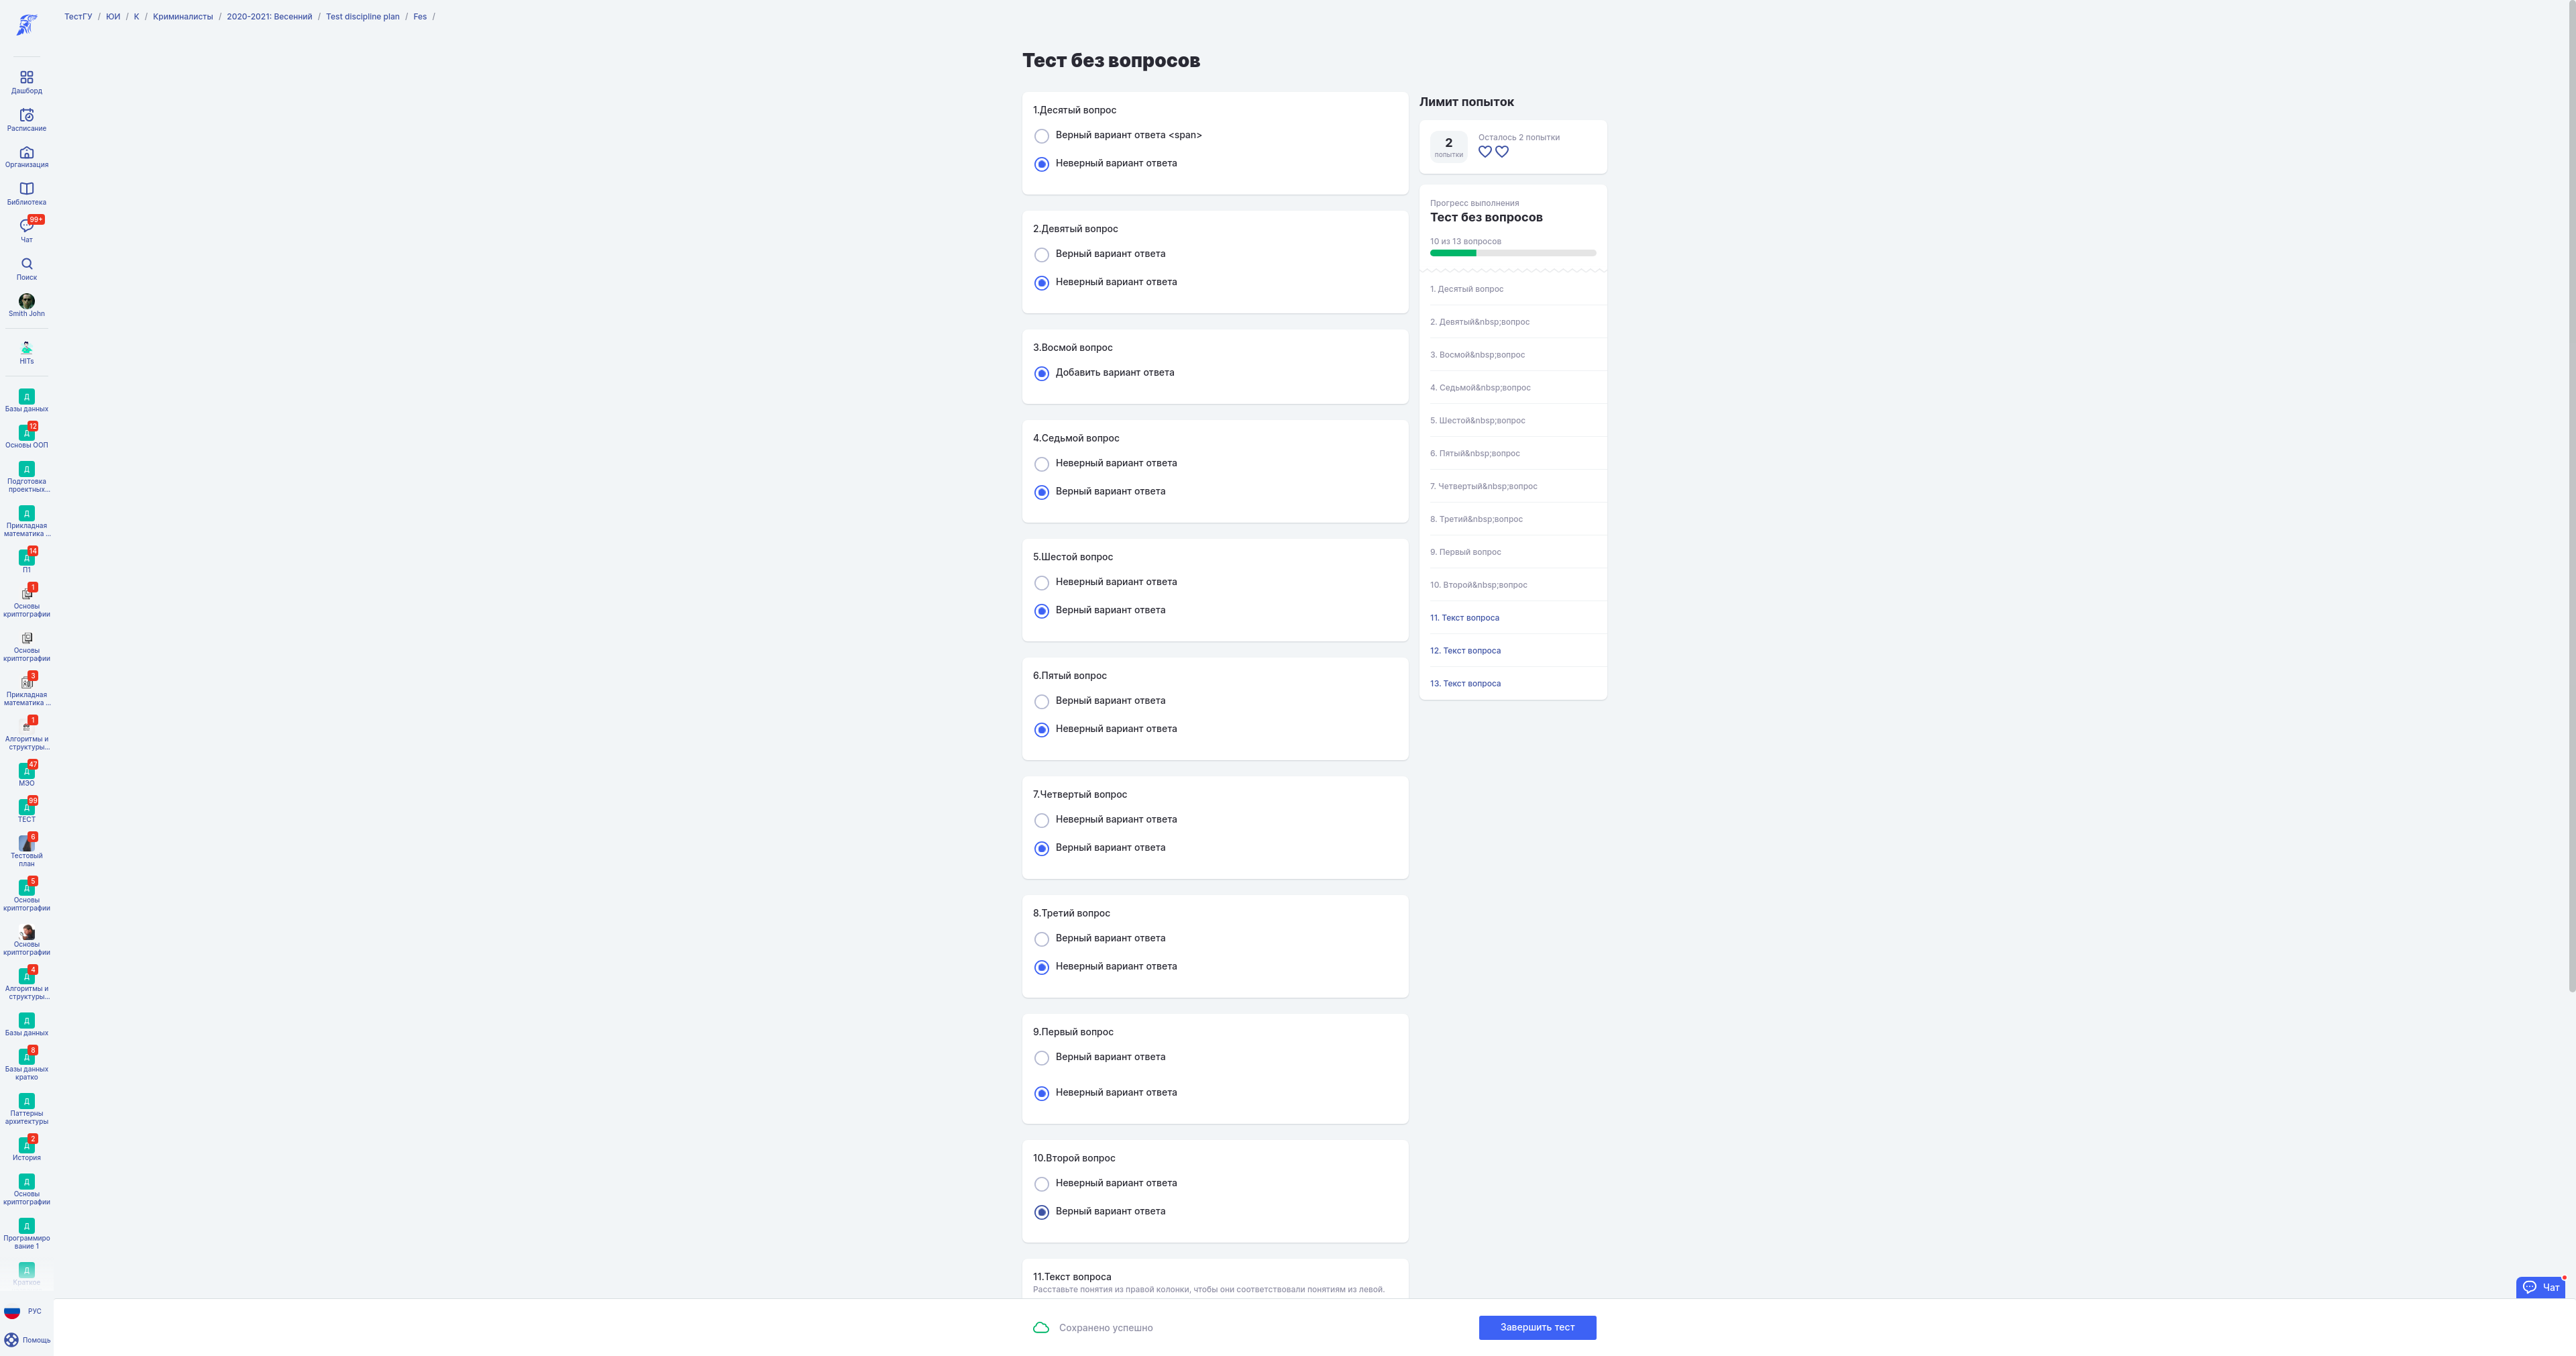 ТестГУ / ЮИ / К / Криминалисты / 2020-2021: Весенний / Test discipline plan / Fes /
Дашборд
Расписание
Организация
Библиотека
99+
Чат
Поиск
Smith John
HITs
Д
Базы данных
12
Д
Основы ООП
Д
Подготовка
проектных...
Д
Прикладная
математика ...
14
Д
П1
1
Основы
криптографии
Основы
криптографии
3
Прикладная
математика ...
1
Алгоритмы и
структуры...
47
Д
МЭО
99
Д
ТЕСТ
6
Тестовый
план
5
Д
Основы
криптографии
Основы
криптографии
4
Д
Алгоритмы и
структуры...
Д
Базы данных
8
Д
Базы данных
кратко
Д
Паттерны
архитектуры
2
Д
История
Д
Основы
криптографии
Д
Программиро
вание 1
Д
Краткое
РУС
Помощь
Тест без вопросов
1.Десятый вопрос
Верный вариант ответа <span>
Неверный вариант ответа
2.Девятый вопрос
Верный вариант ответа
Неверный вариант ответа
3.Восмой вопрос
Добавить вариант ответа
4.Седьмой вопрос
Неверный вариант ответа
Верный вариант ответа
5.Шестой вопрос
Неверный вариант ответа
Верный вариант ответа
6.Пятый вопрос
Верный вариант ответа
Неверный вариант ответа
7.Четвертый вопрос
Неверный вариант ответа
Верный вариант ответа
8.Третий вопрос
Верный вариант ответа
Неверный вариант ответа
9.Первый вопрос
Верный вариант ответа
Неверный вариант ответа
10.Второй вопрос
Неверный вариант ответа
Верный вариант ответа
11.Текст вопроса
Расставьте понятия из правой колонки, чтобы они соответствовали понятиям из левой.
Лимит попыток
2
попытки
Осталось 2 попытки
Прогресс выполнения
Тест без вопросов
10 из 13 вопросов
1. Десятый вопрос
2. Девятый&nbsp;вопрос
3. Восмой&nbsp;вопрос
4. Седьмой&nbsp;вопрос
5. Шестой&nbsp;вопрос
6. Пятый&nbsp;вопрос
7. Четвертый&nbsp;вопрос
8. Третий&nbsp;вопрос
9. Первый вопрос
10. Второй&nbsp;вопрос
11. Текст вопроса
12. Текст вопроса
13. Текст вопроса
Чат
Сохранено успешно
Завершить тест